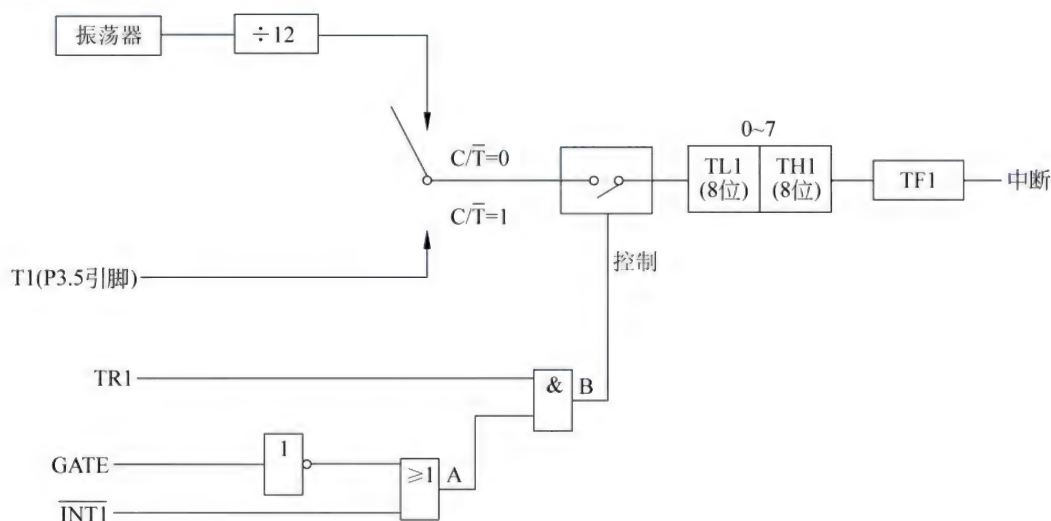 振荡器
÷12
0~7
C/T̅=0
TL1
(8位)
TH1
(8位)
TF1
中断
C/T̅=1
控制
T1(P3.5引脚)
TR1
&
B
GATE
1
≥1
A
I̅N̅T̅1̅